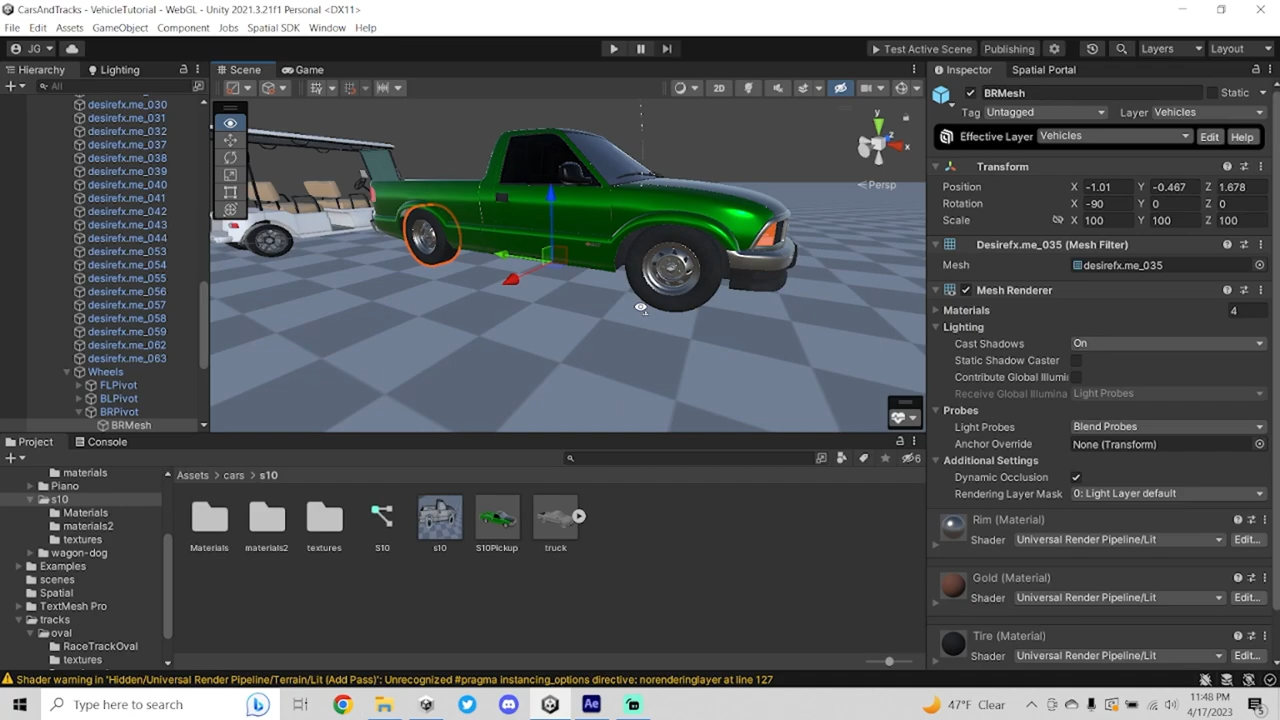 CarsAndTracks - VehicleTutorial - WebGL - Unity 2021.3.21f1 Personal <DX11>
File Edit Assets GameObject Component Jobs Spatial SDK Window Help
JG Test Active Scene Publishing Layers Layout
Hierarchy Lighting Scene Game Inspector Spatial Portal
All 2D BRMesh Static
desirefx.me_030
desirefx.me_031
desirefx.me_032
desirefx.me_037
desirefx.me_038
desirefx.me_039
desirefx.me_040
desirefx.me_041
desirefx.me_042
desirefx.me_043
desirefx.me_044
desirefx.me_053
desirefx.me_054
desirefx.me_055
desirefx.me_056
desirefx.me_057
desirefx.me_058
desirefx.me_059
desirefx.me_062
desirefx.me_063
Wheels
FLPivot
BLPivot
BRPivot
BRMesh
y
x
Persp
Tag Untagged Layer Vehicles
Effective Layer Vehicles Edit Help
Transform
Position X -1.01 Y -0.467 Z 1.678
Rotation X -90 Y 0 Z 0
Scale X 100 Y 100 Z 100
Desirefx.me_035 (Mesh Filter)
Mesh desirefx.me_035
Mesh Renderer
Materials 4
Lighting
Cast Shadows On
Static Shadow Caster
Contribute Global Illumi
Receive Global Illumina Light Probes
Probes
Light Probes Blend Probes
Anchor Override None (Transform)
Additional Settings
Dynamic Occlusion
Rendering Layer Mask 0: Light Layer default
Rim (Material)
Shader Universal Render Pipeline/Lit Edit...
Gold (Material)
Shader Universal Render Pipeline/Lit Edit...
Tire (Material)
Shader Universal Render Pipeline/Lit Edit...
Project Console
6
materials
Piano
s10
Materials
materials2
textures
wagon-dog
Examples
scenes
Spatial
TextMesh Pro
tracks
oval
RaceTrackOval
textures
Assets > cars > s10
Materials materials2 textures S10 s10 S10Pickup truck
Shader warning in 'Hidden/Universal Render Pipeline/Terrain/Lit (Add Pass)': Unrecognized #pragma instancing_options directive: norenderinglayer at line 127
Type here to search Ae 47°F Clear 11:48 PM
4/17/2023 5